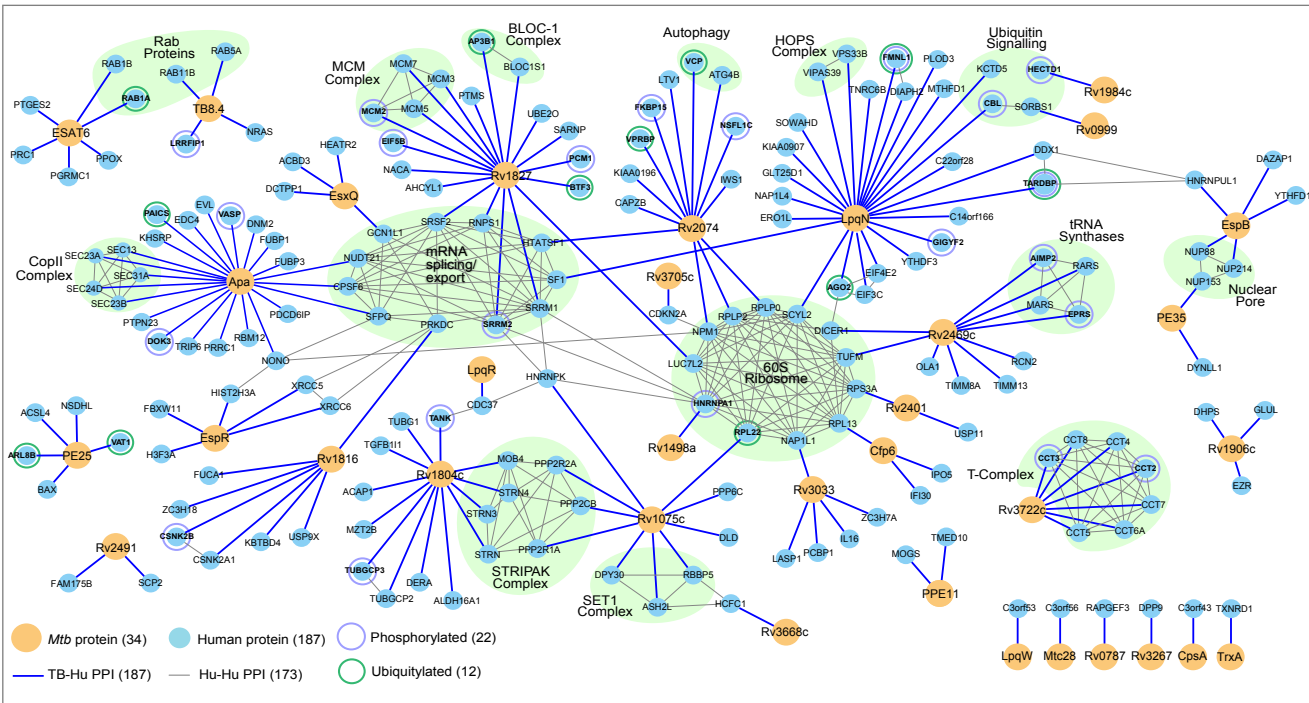 Rab
Proteins
RAB1B
RAB5A
RAB11B
RAB1A
PTGES2
TB8.4
ESAT6
PRC1
PPOX
PGRMC1
LRRFIP1
NRAS
BLOC-1
Complex
AP3B1
BLOC1S1
MCM
Complex
MCM7
MCM3
MCM5
MCM2
PTMS
EIF5B
UBE2O
SARNP
PCM1
BTF3
NACA
AHCYL1
Rv1827
HEATR2
ACBD3
DCTPP1
EsxQ
Autophagy
VCP
LTV1
ATG4B
FKBP15
NSFL1C
VPRBP
KIAA0196
CAPZB
IWS1
Rv2074
HOPS
Complex
VPS33B
VIPAS39
FMNL1
PLOD3
TNRC6B
DIAPH2
MTHFD1
SOWAHD
KIAA0907
GLT25D1
NAP1L4
ERO1L
LpqN
C22orf28
C14orf166
GIGYF2
YTHDF3
EIF4E2
EIF3C
AGO2
Ubiquitin
Signalling
KCTD5
HECTD1
CBL
SORBS1
Rv1984c
Rv0999
DDX1
TARDBP
HNRNPUL1
DAZAP1
YTHFD1
EspB
NUP88
NUP214
NUP153
Nuclear
Pore
PE35
DYNLL1
tRNA
Synthases
AIMP2
RARS
MARS
EPRS
Rv2469c
OLA1
TIMM8A
TIMM13
RCN2
CopII
Complex
SEC13
SEC23A
SEC31A
SEC24D
SEC23B
PAICS
EVL
VASP
EDC4
DNM2
KHSRP
FUBP1
FUBP3
Apa
PDCD6IP
PTPN23
DOK3
TRIP6
PRRC1
RBM12
NONO
mRNA
splicing/
export
SRSF2
RNPS1
GCN1L1
HTATSF1
NUDT21
CPSF6
SF1
SRRM1
SFPQ
PRKDC
SRRM2
Rv3705c
CDKN2A
60S
Ribosome
RPLP0
RPLP2
SCYL2
NPM1
DICER1
LUC7L2
TUFM
RPS3A
HNRNPA1
RPL13
RPL22
NAP1L1
Rv2401
USP11
Cfp6
IPO5
IFI30
Rv1498a
LpqR
CDC37
HNRNPK
HIST2H3A
XRCC5
XRCC6
FBXW11
EspR
H3F3A
ACSL4
NSDHL
VAT1
ARL8B
PE25
BAX
FUCA1
Rv1816
ZC3H18
CSNK2B
CSNK2A1
KBTBD4
USP9X
Rv2491
FAM175B
SCP2
TANK
TUBG1
TGFB1I1
Rv1804c
ACAP1
MZT2B
TUBGCP3
TUBGCP2
DERA
ALDH16A1
MOB4
PPP2R2A
STRN4
PPP2CB
STRN3
STRN
PPP2R1A
STRIPAK
Complex
Rv1075c
PPP6C
DLD
DPY30
RBBP5
ASH2L
SET1
Complex
HCFC1
Rv3668c
Rv3033
ZC3H7A
IL16
PCBP1
LASP1
TMED10
MOGS
PPE11
T-Complex
CCT8
CCT4
CCT3
CCT2
CCT7
CCT6A
CCT5
Rv3722c
DHPS
GLUL
Rv1906c
EZR
C3orf53
C3orf56
RAPGEF3
DPP9
C3orf43
TXNRD1
LpqW
Mtc28
Rv0787
Rv3267
CpsA
TrxA
Mtb protein (34)
Human protein (187)
Phosphorylated (22)
TB-Hu PPI (187)
Hu-Hu PPI (173)
Ubiquitylated (12)